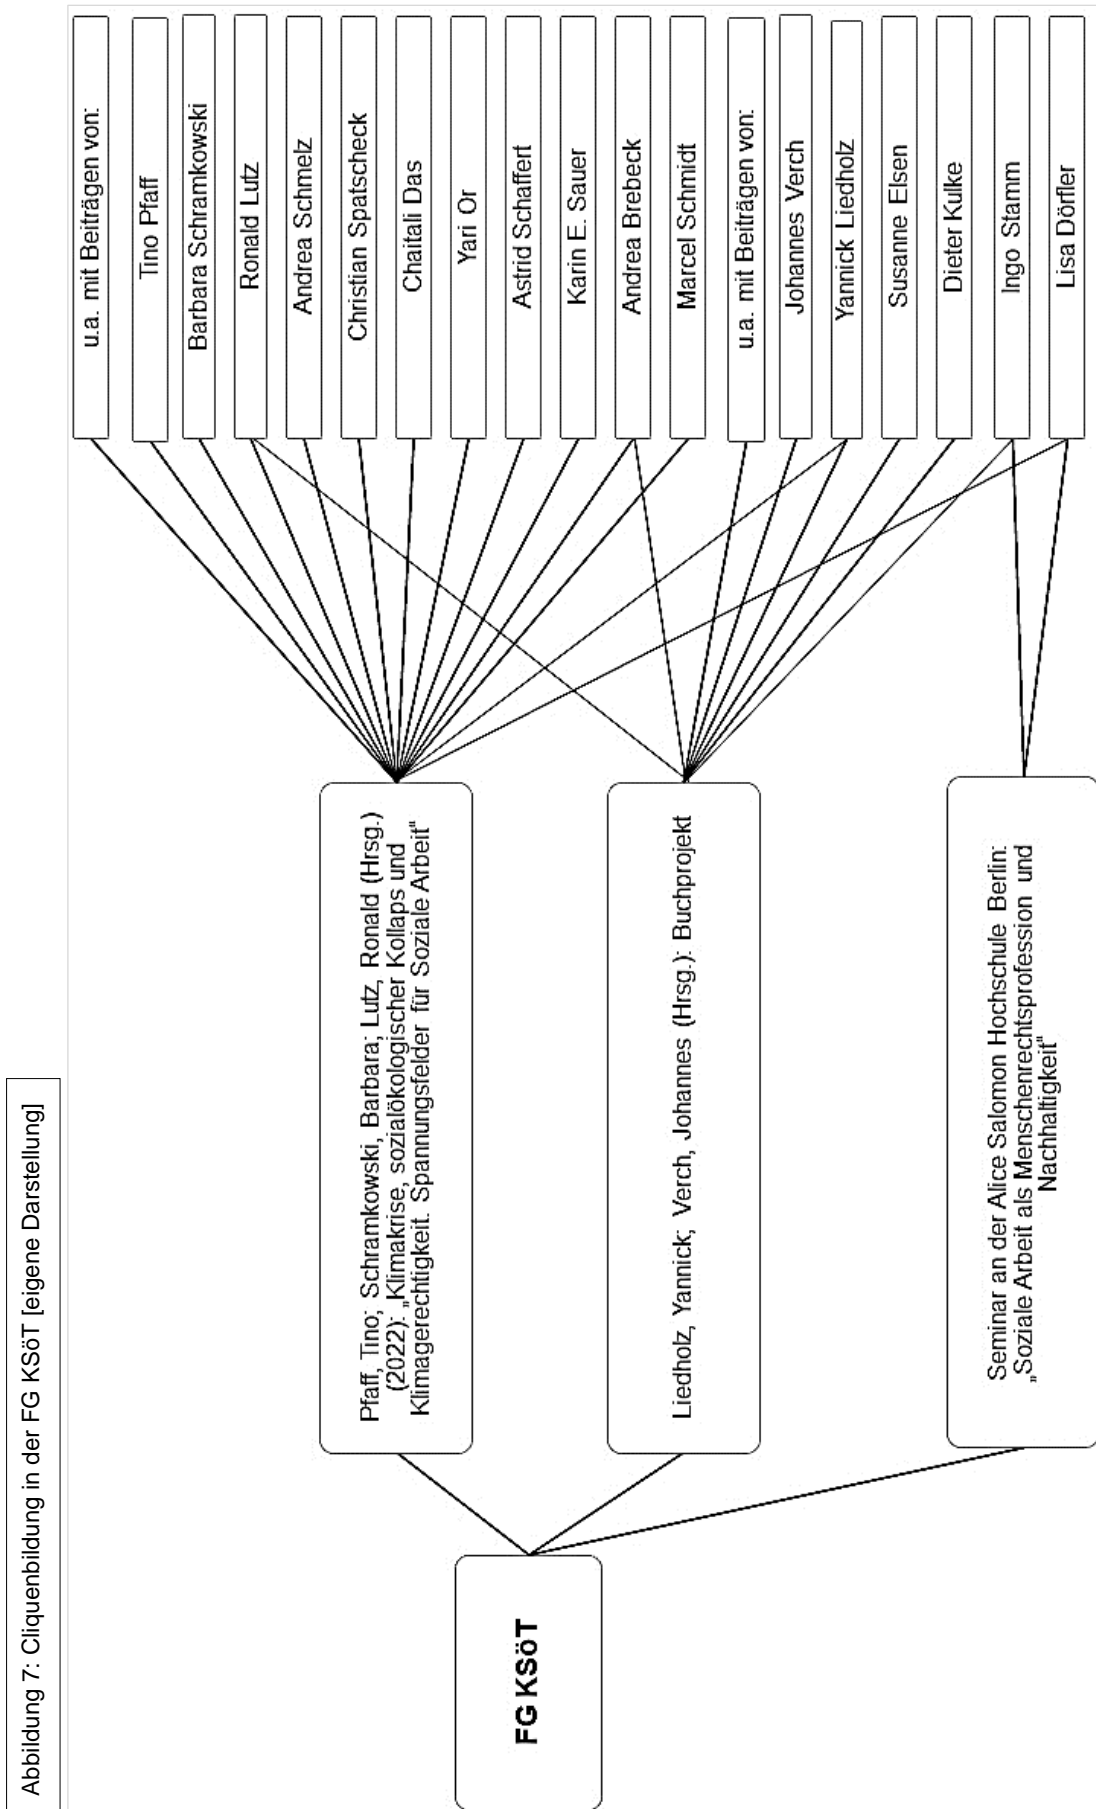 Abbildung 7: Cliquenbildung in der FG KSöT [eigene Darstellung]
FG KSöT
Pfaff, Tino; Schramkowski, Barbara; Lutz, Ronald (Hrsg.)
(2022): „Klimakrise, sozialökologischer Kollaps und
Klimagerechtigkeit. Spannungsfelder für Soziale Arbeit“
Liedholz, Yannick; Verch, Johannes (Hrsg.): Buchprojekt
Seminar an der Alice Salomon Hochschule Berlin:
„Soziale Arbeit als Menschenrechtsprofession und
Nachhaltigkeit“
u.a. mit Beiträgen von:
Tino Pfaff
Barbara Schramkowski
Ronald Lutz
Andrea Schmelz
Christian Spatscheck
Chaitali Das
Yari Or
Astrid Schaffert
Karin E. Sauer
Andrea Brebeck
Marcel Schmidt
u.a. mit Beiträgen von:
Johannes Verch
Yannick Liedholz
Susanne Elsen
Dieter Kulke
Ingo Stamm
Lisa Dörfler